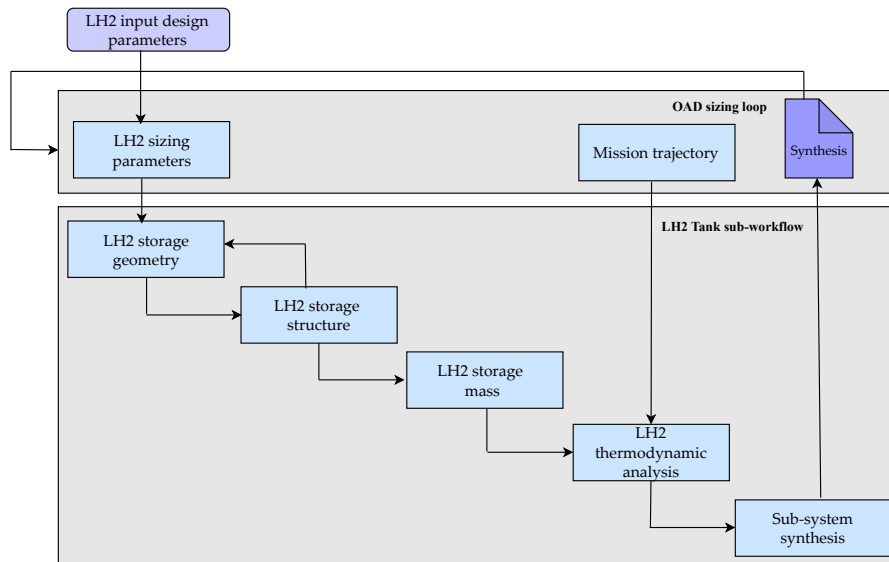 LH2 input design
parameters
OAD sizing loop
LH2 sizing
parameters
Mission trajectory
Synthesis
LH2 Tank sub-workflow
LH2 storage
geometry
LH2 storage
structure
LH2 storage
mass
LH2
thermodynamic
analysis
Sub-system
synthesis